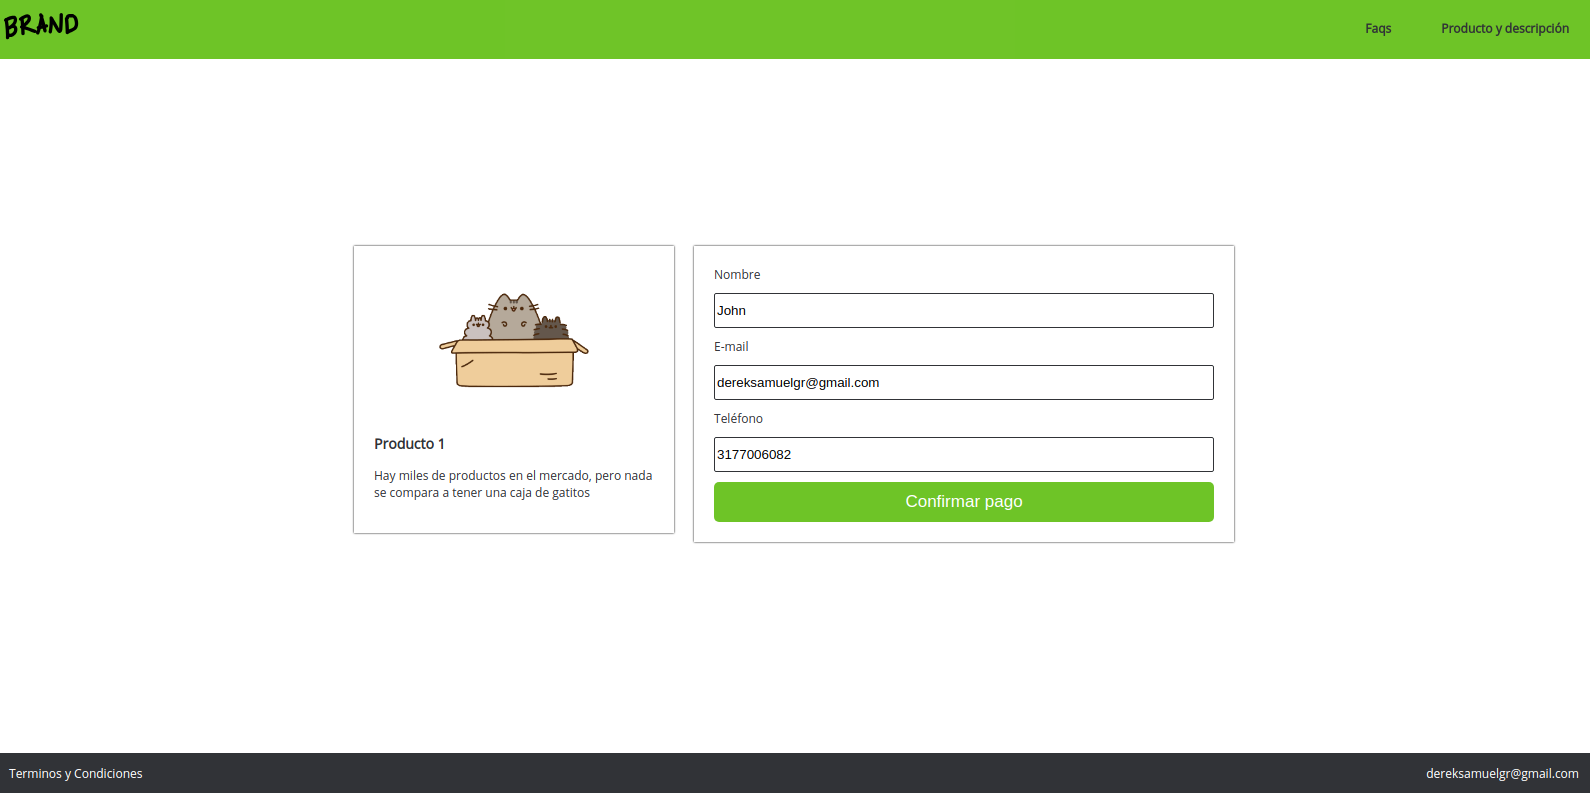 BRAND
Faqs
Producto y descripción
Producto 1
Hay miles de productos en el mercado, pero nada
se compara a tener una caja de gatitos
Nombre
John
E-mail
dereksamuelgr@gmail.com
Teléfono
3177006082
Confirmar pago
Terminos y Condiciones
dereksamuelgr@gmail.com